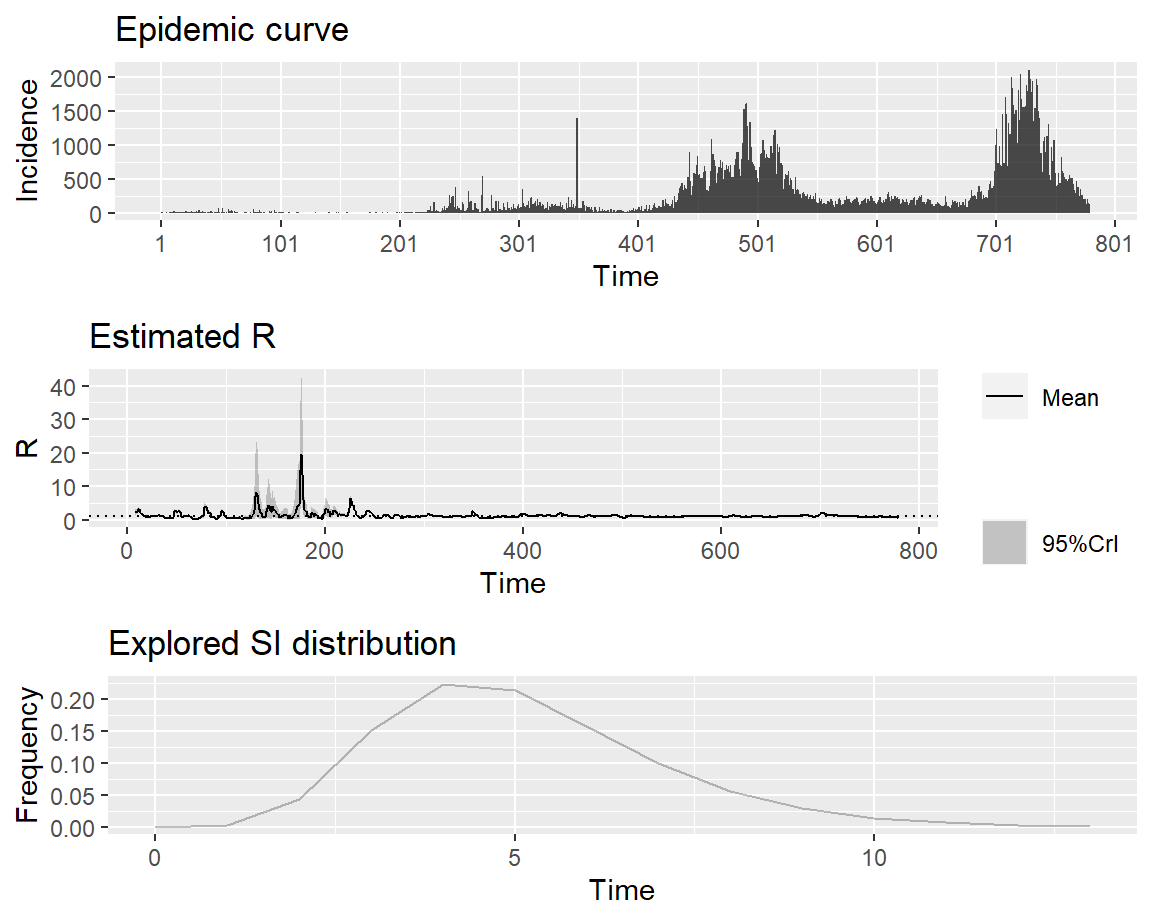 Epidemic curve
Incidence
2000
1500
1000
500
0
1 101 201 301 401 501 601 701 801
Time
Estimated R
R
40
30
20
10
0
0 200 400 600 800
Time
Mean
95%CrI
Explored SI distribution
Frequency
0.20
0.15
0.10
0.05
0.00
0 5 10
Time